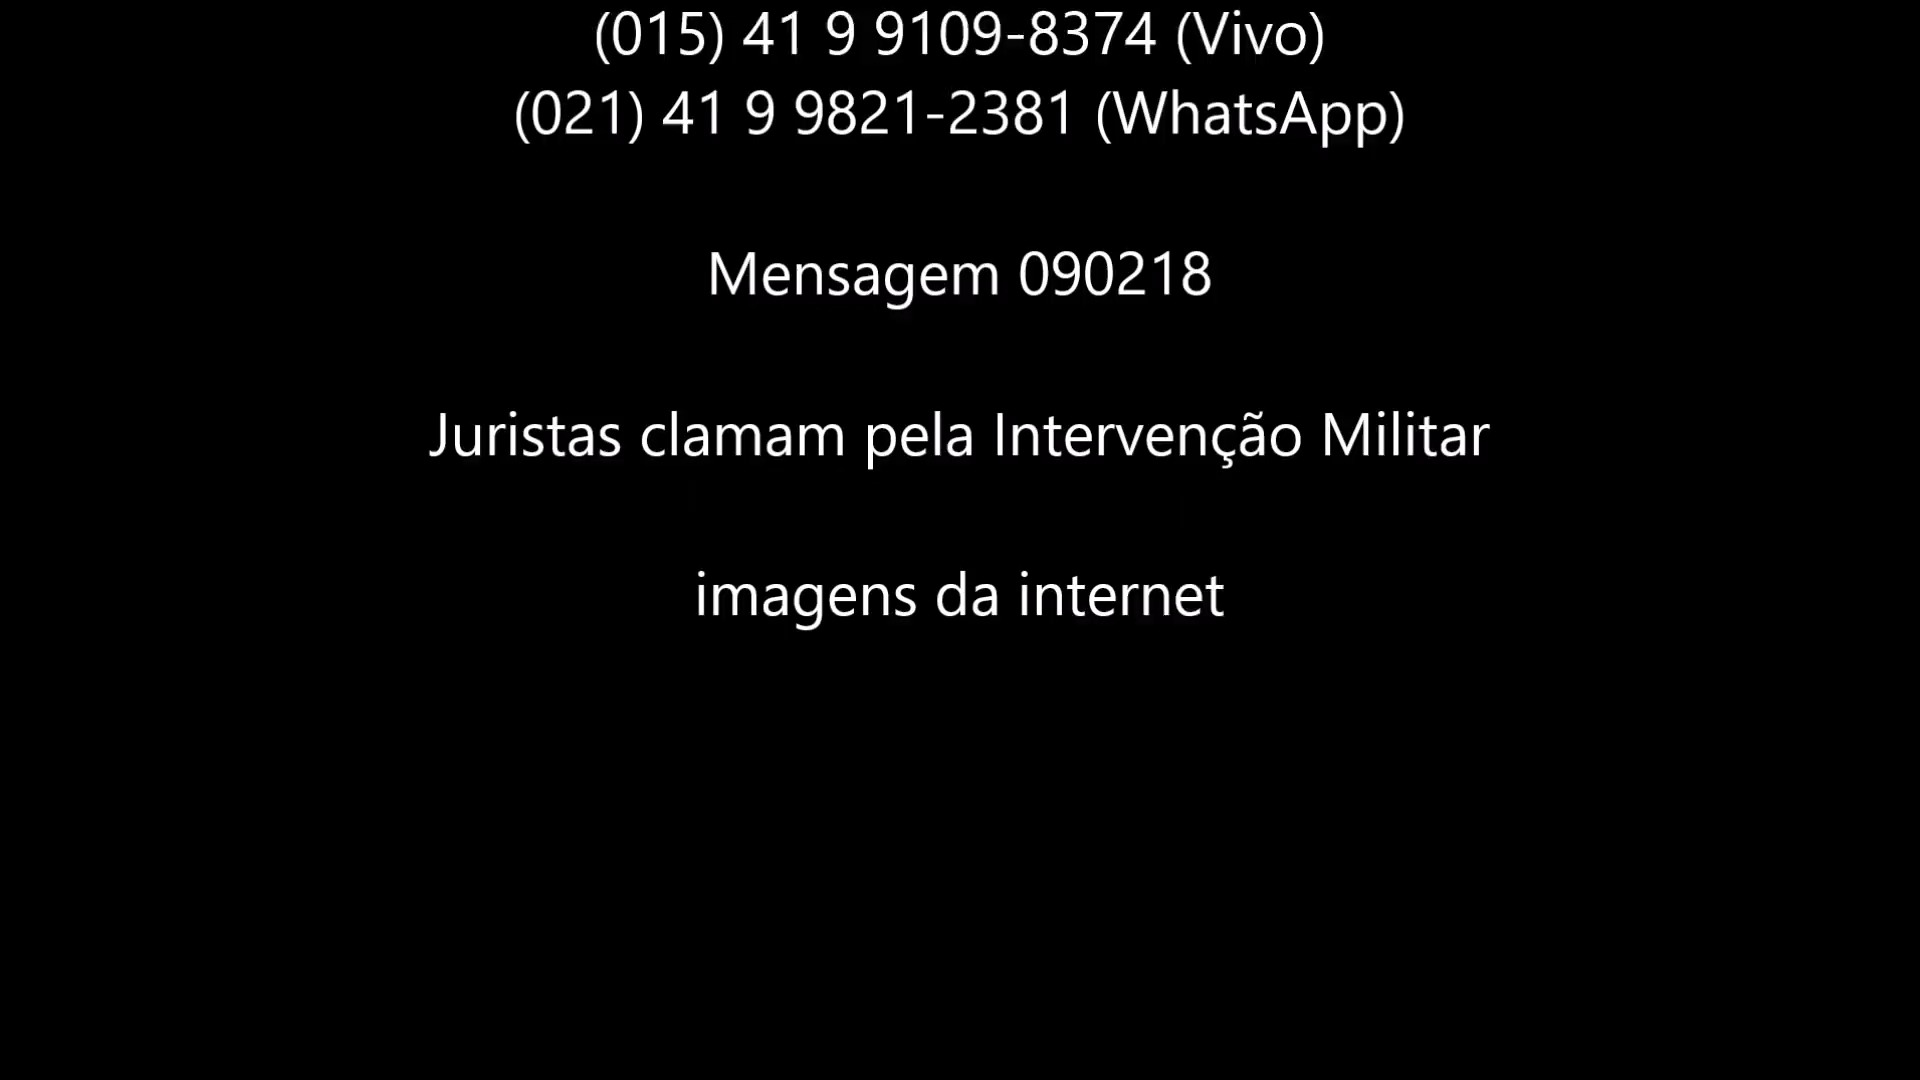 (015) 41 9 9109-8374 (Vivo)
(021) 41 9 9821-2381 (WhatsApp)
Mensagem 090218
Juristas clamam pela Intervenção Militar
imagens da internet